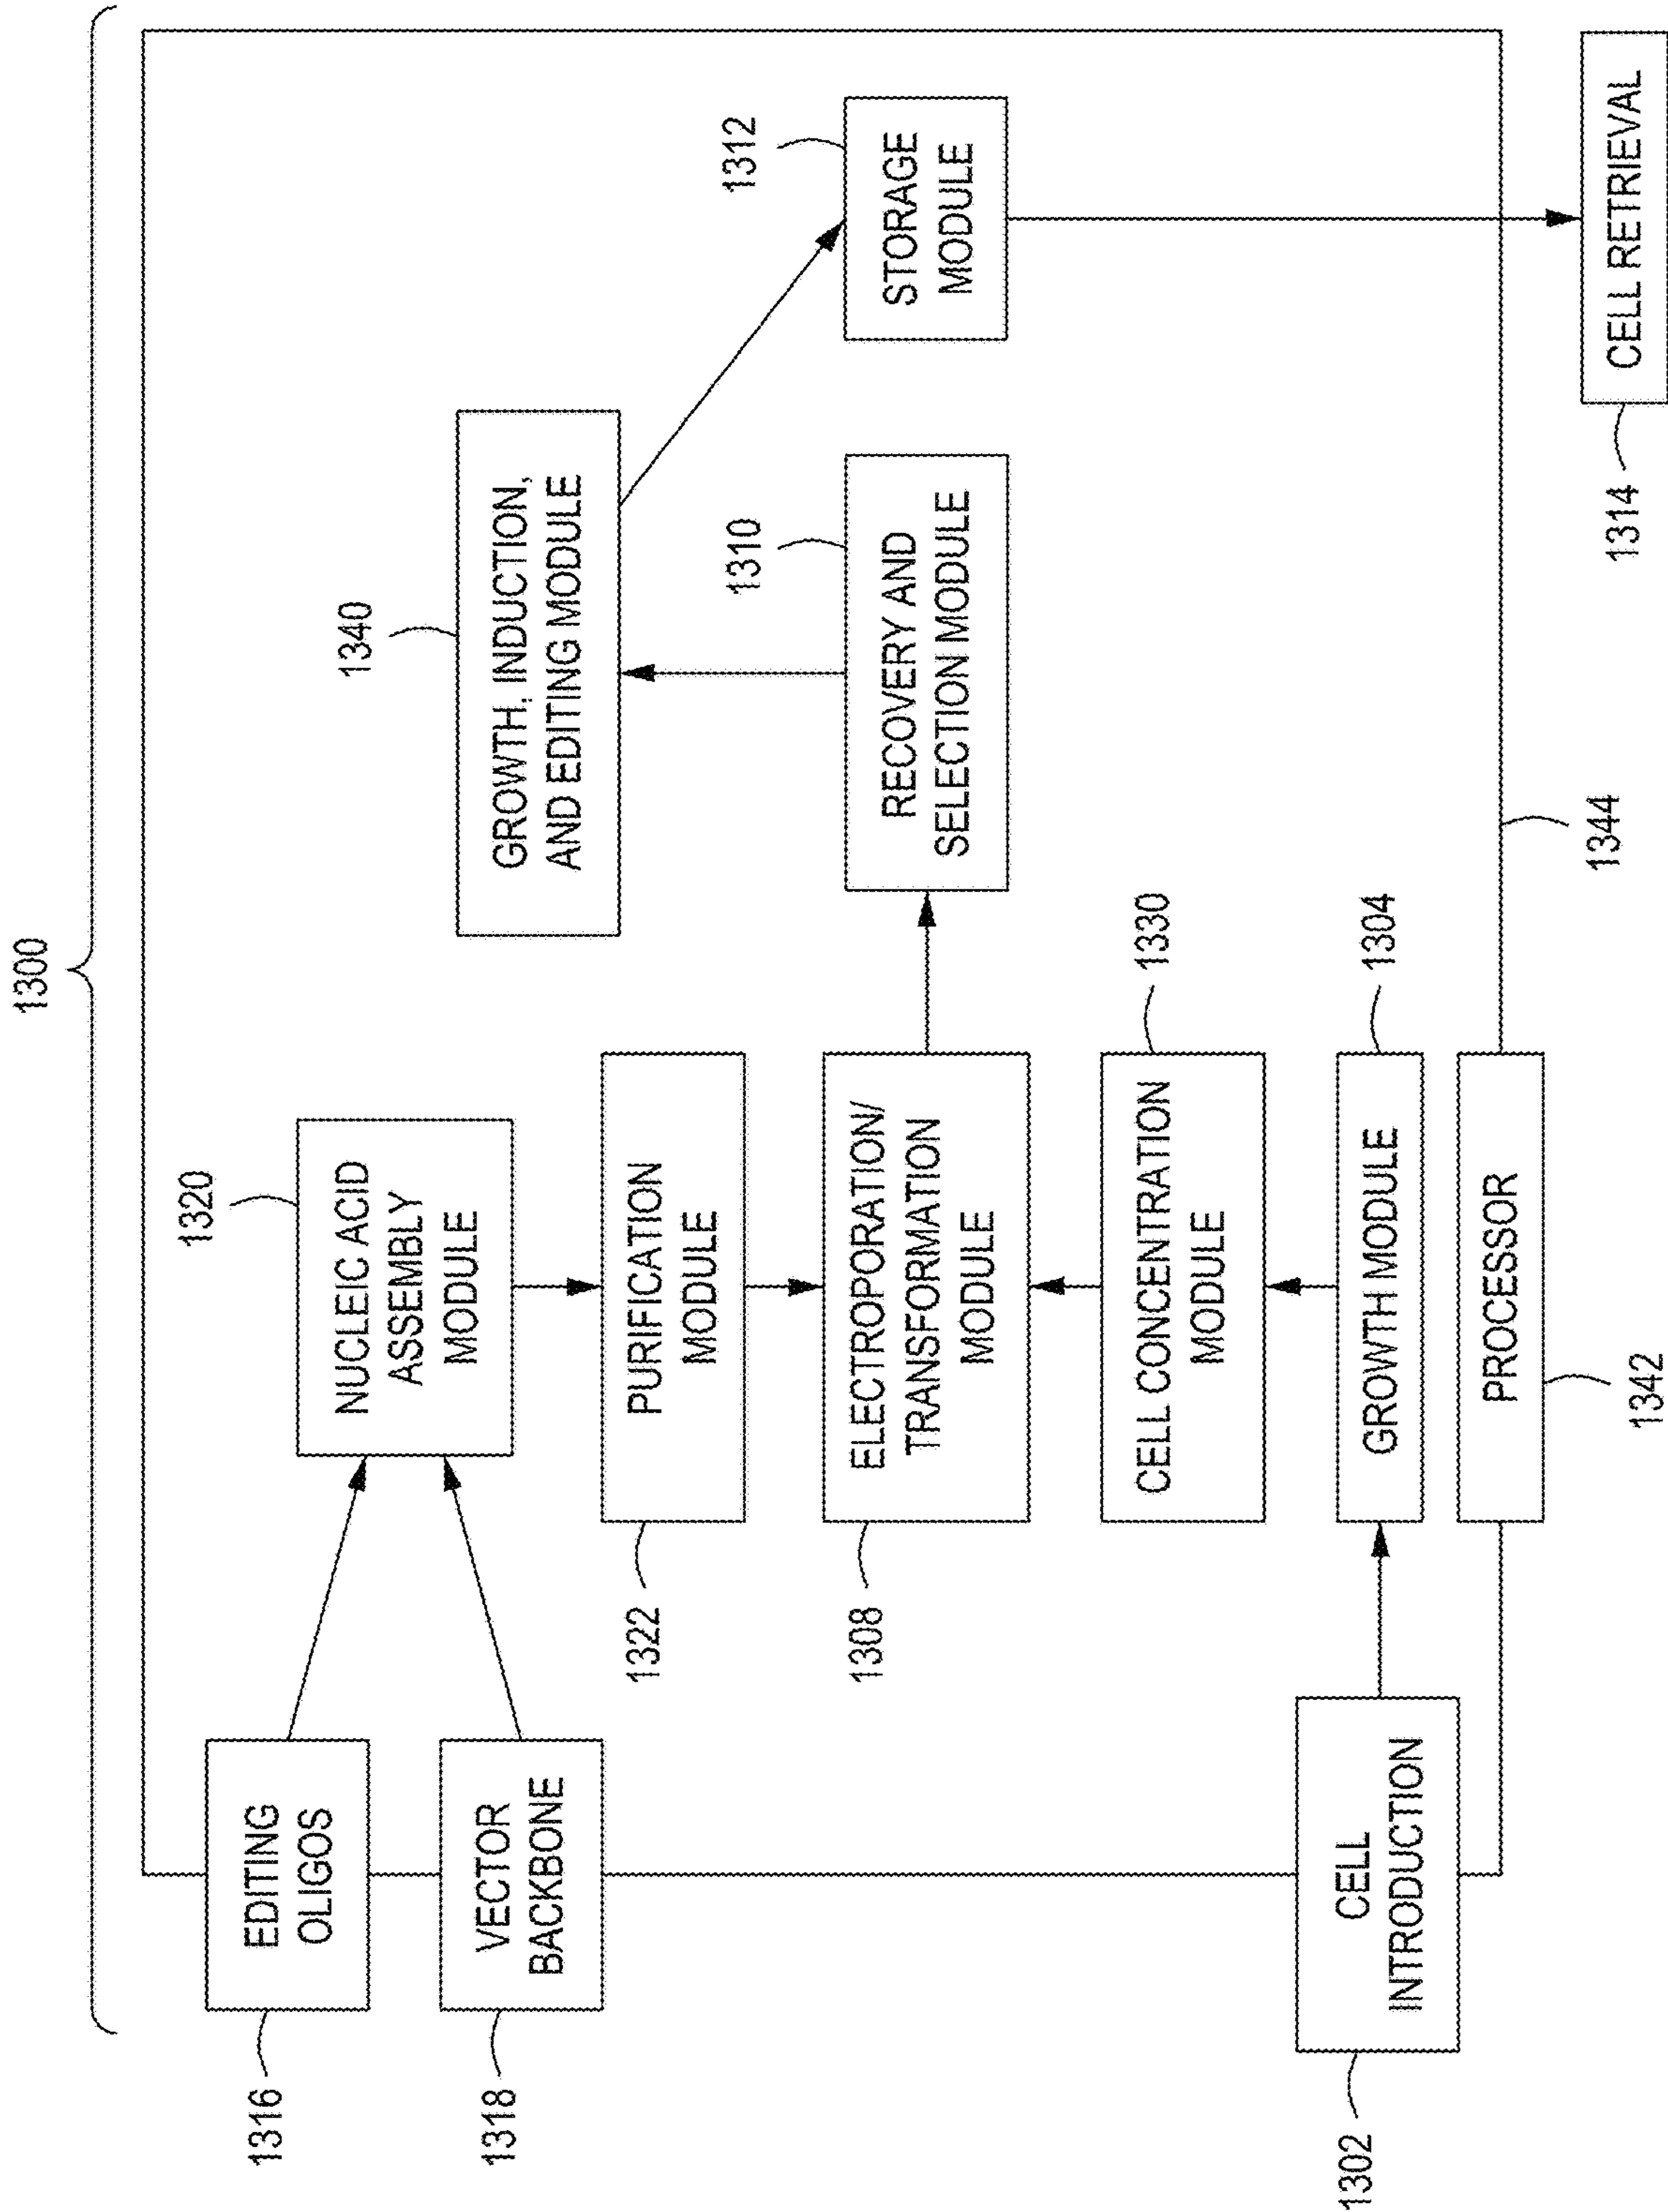 1300
1316
EDITING
OLIGOS
1318
VECTOR
BACKBONE
1320
NUCLEIC ACID
ASSEMBLY
MODULE
1322
PURIFICATION
MODULE
1308
ELECTROPORATION/
TRANSFORMATION
MODULE
1330
CELL CONCENTRATION
MODULE
1304
GROWTH MODULE
1302
CELL
INTRODUCTION
1342
PROCESSOR
1344
1340
GROWTH, INDUCTION,
AND EDITING MODULE
1310
RECOVERY AND
SELECTION MODULE
1312
STORAGE
MODULE
1314
CELL RETRIEVAL